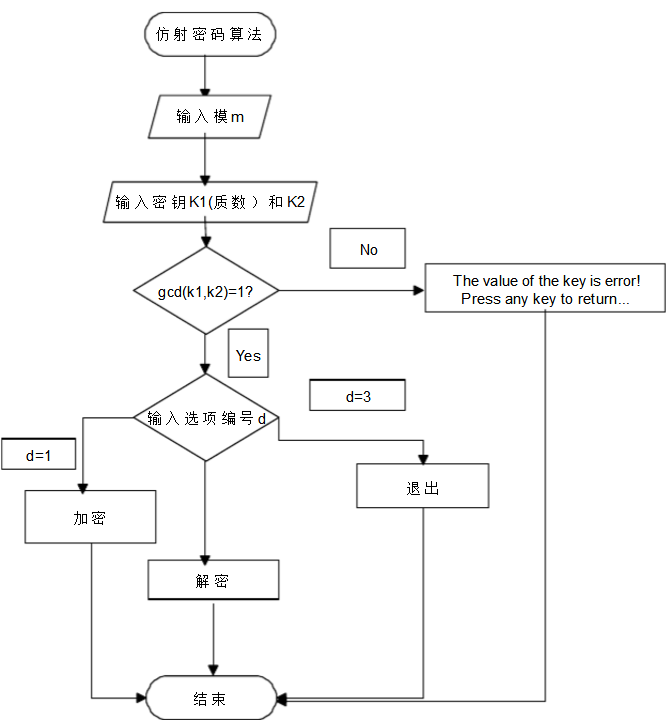 仿射密码算法
输入模m
输入密钥K1(质数）和K2
No
gcd(k1,k2)=1?
The value of the key is error!
Press any key to return...
Yes
d=3
输入选项编号d
d=1
退出
加密
解密
结束